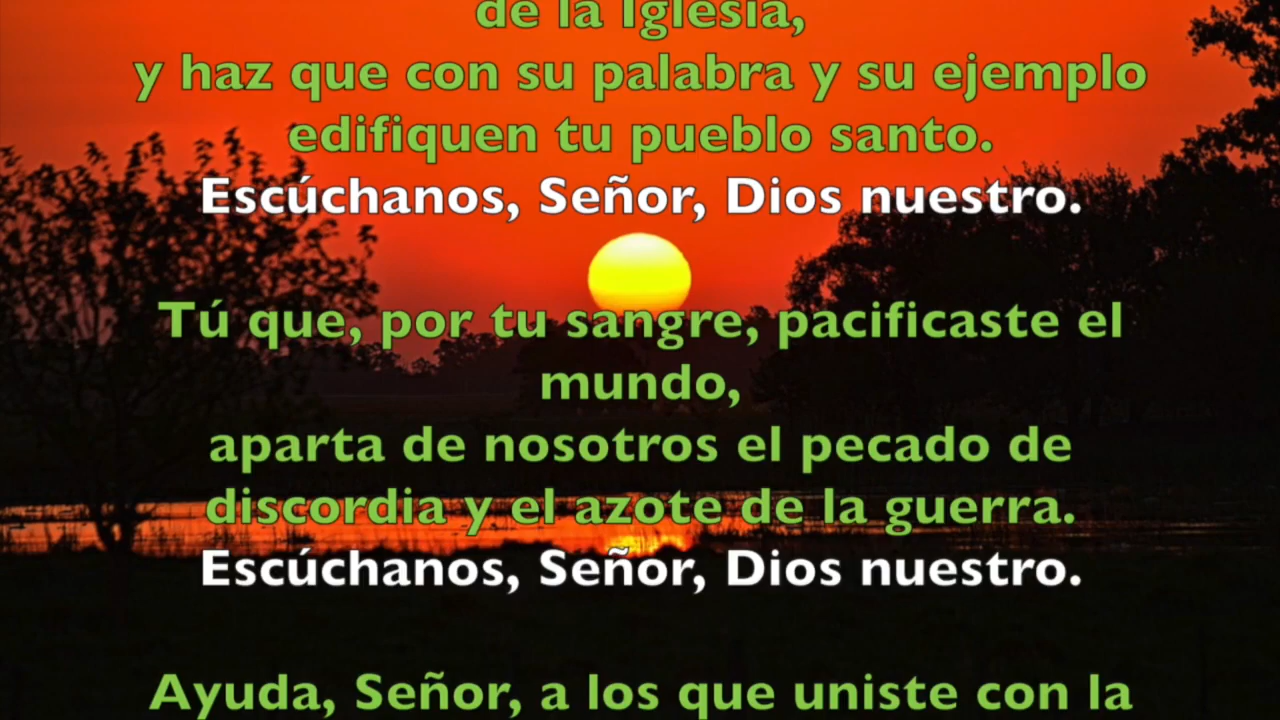 de la Iglesia,
y haz que con su palabra y su ejemplo
edifiquen tu pueblo santo.
Escúchanos, Señor, Dios nuestro.
Tú que, por tu sangre, pacificaste el
mundo,
aparta de nosotros el pecado de
discordia y el azote de la guerra.
Escúchanos, Señor, Dios nuestro.
Ayuda, Señor, a los que uniste con la